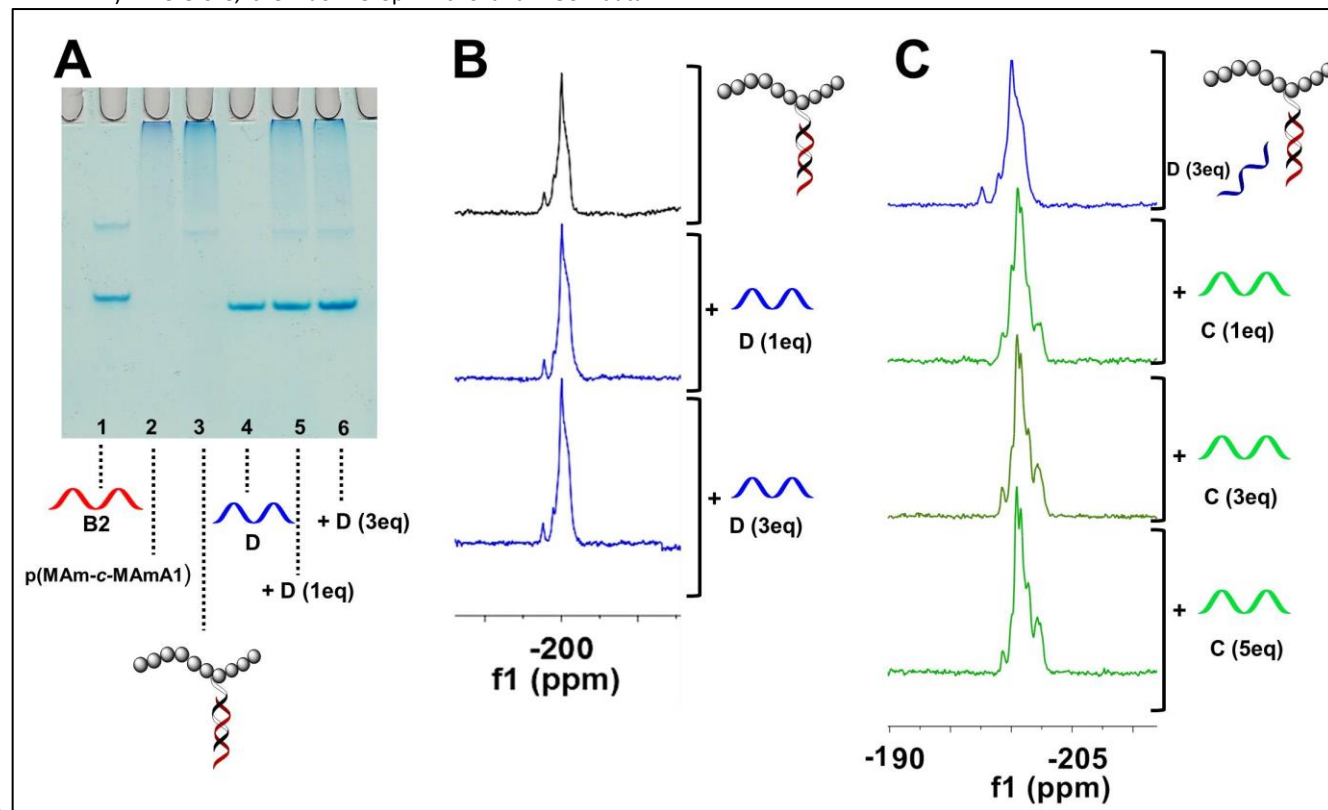 A
1 2 3 4 5 6
B2
D
+ D (3eq)
p(MAm-c-MAmA1)
+ D (1eq)
B
+
D (1eq)
+
D (3eq)
-200
f1 (ppm)
C
D (3eq)
+
C (1eq)
+
C (3eq)
+
C (5eq)
-190 -205
f1 (ppm)